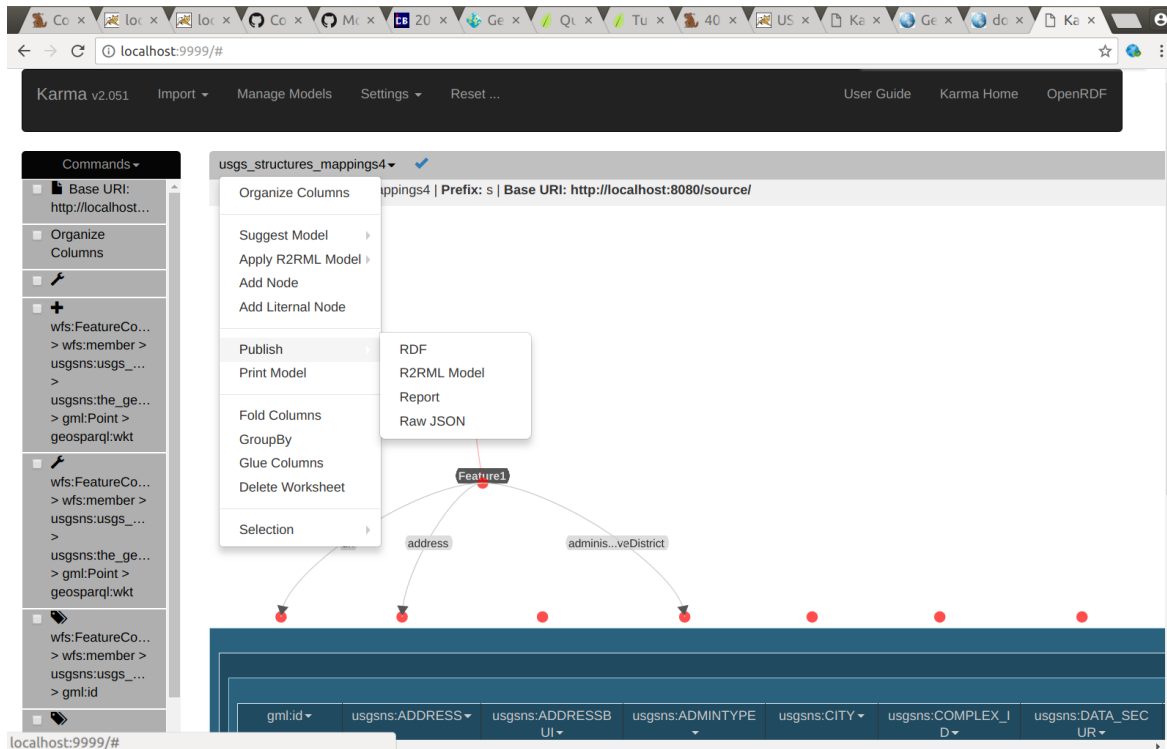 Co
loc
loc
Co
Mo
20
Ge
Qu
Tu
40
US
Ka
Ge
do
Ka
localhost:9999/#
Karma v2.051
Import
Manage Models
Settings
Reset ...
User Guide
Karma Home
OpenRDF
Commands
Base URI:
http://localhost...
Organize
Columns
wfs:FeatureCo...
> wfs:member >
usgsns:usgs_...
>
usgsns:the_ge...
> gml:Point >
geosparql:wkt
wfs:FeatureCo...
> wfs:member >
usgsns:usgs_...
>
usgsns:the_ge...
> gml:Point >
geosparql:wkt
wfs:FeatureCo...
> wfs:member >
usgsns:usgs_...
> gml:id
usgs_structures_mappings4
appings4 | Prefix: s | Base URI: http://localhost:8080/source/
Organize Columns
Suggest Model
Apply R2RML Model
Add Node
Add Liternal Node
Publish
Print Model
Fold Columns
GroupBy
Glue Columns
Delete Worksheet
Selection
RDF
R2RML Model
Report
Raw JSON
Feature1
address
adminis...veDistrict
gml:id
usgsns:ADDRESS
usgsns:ADDRESSB
UI
usgsns:ADMINTYPE
usgsns:CITY
usgsns:COMPLEX_I
D
usgsns:DATA_SEC
UR
localhost:9999/#